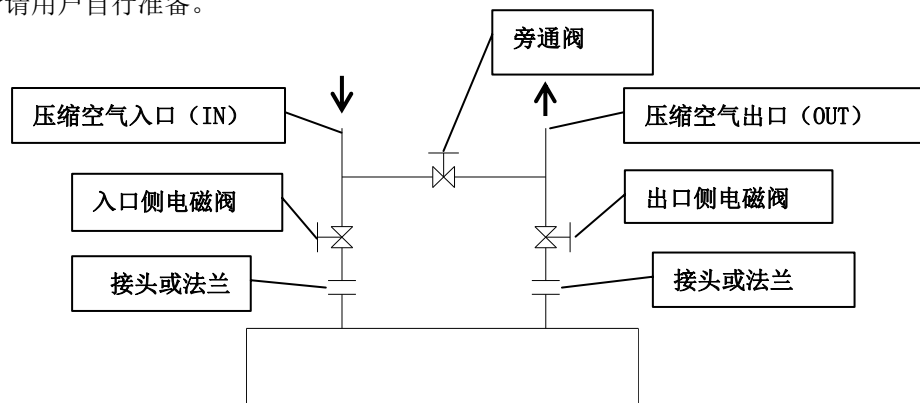 请用户自行准备。
旁通阀
压缩空气入口（IN）
压缩空气出口（OUT）
入口侧电磁阀
出口侧电磁阀
接头或法兰
接头或法兰